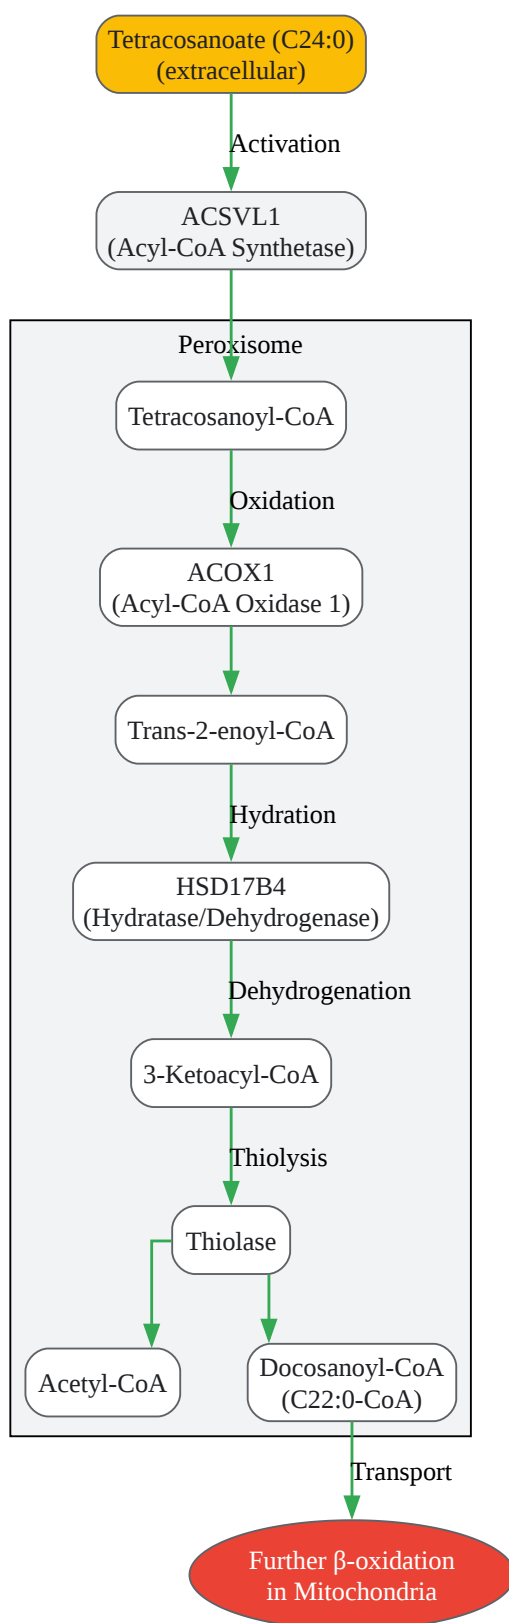 Tetracosanoate (C24:0)
(extracellular)
Activation
ACSVL1
(Acyl-CoA Synthetase)
Peroxisome
Tetracosanoyl-CoA
Oxidation
ACOX1
(Acyl-CoA Oxidase 1)
Trans-2-enoyl-CoA
Hydration
HSD17B4
(Hydratase/Dehydrogenase)
Dehydrogenation
3-Ketoacyl-CoA
Thiolysis
Thiolase
Acetyl-CoA
Docosanoyl-CoA
(C22:0-CoA)
Transport
Further β-oxidation
in Mitochondria